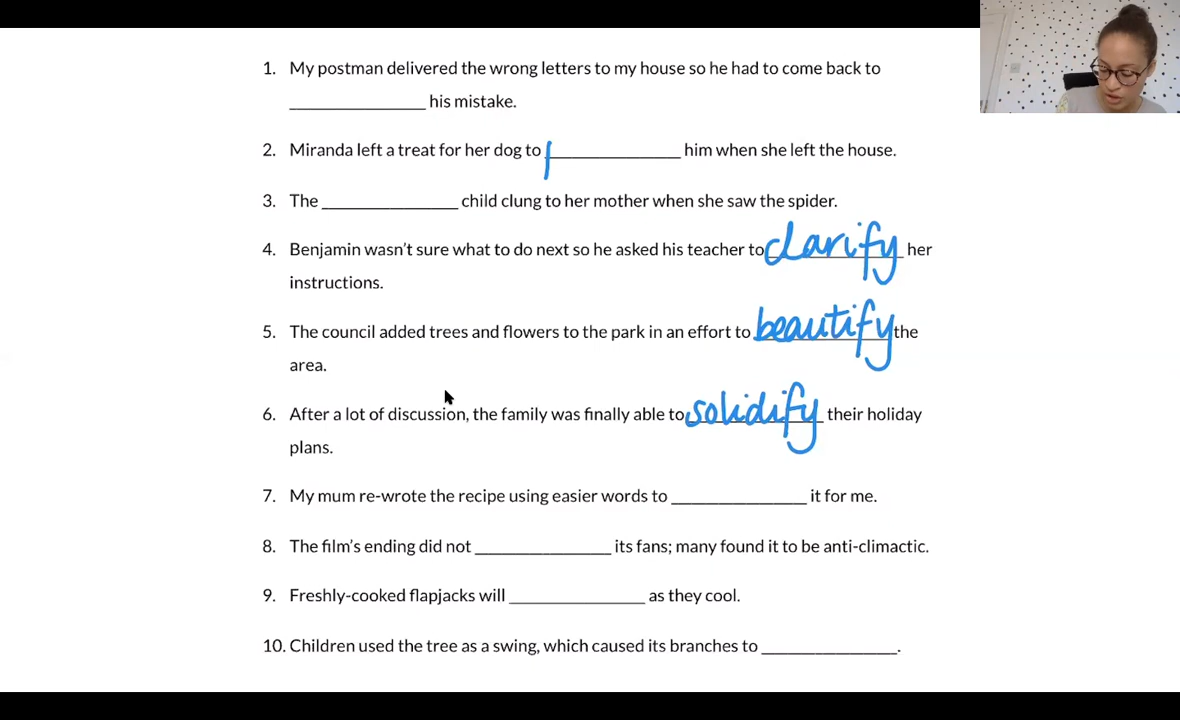 1. My postman delivered the wrong letters to my house so he had to come back to
_______________ his mistake.
2. Miranda left a treat for her dog to p_______________ him when she left the house.
3. The _______________ child clung to her mother when she saw the spider.
4. Benjamin wasn't sure what to do next so he asked his teacher to clarify her
instructions.
5. The council added trees and flowers to the park in an effort to beautify the
area.
6. After a lot of discussion, the family was finally able to solidify their holiday
plans.
7. My mum re-wrote the recipe using easier words to _______________ it for me.
8. The film's ending did not _______________ its fans; many found it to be anti-climactic.
9. Freshly-cooked flapjacks will _______________ as they cool.
10. Children used the tree as a swing, which caused its branches to _______________.